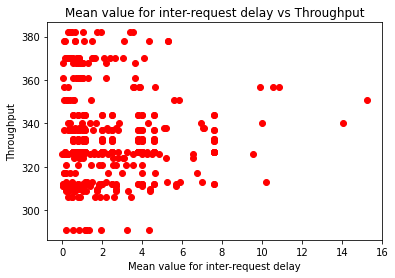 Mean value for inter-request delay vs Throughput
Throughput
380
360
340
320
300
0 2 4 6 8 10 12 14 16
Mean value for inter-request delay